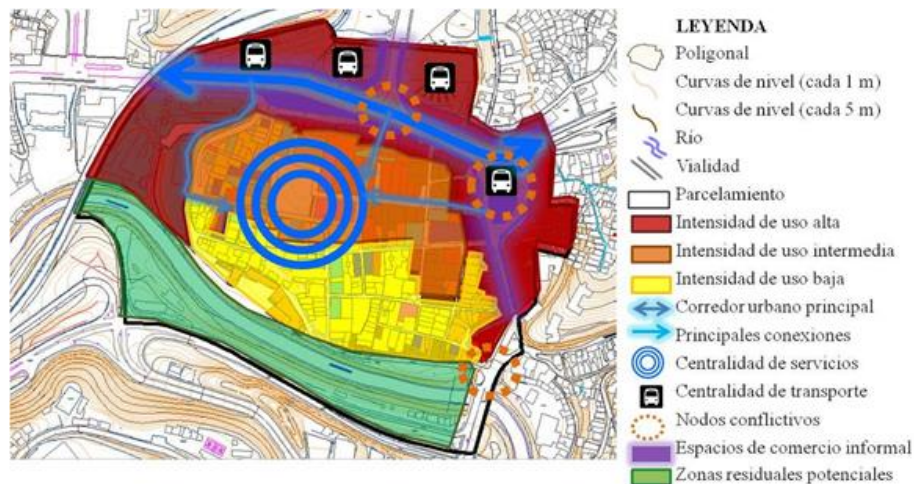 LEYENDA
Poligonal
Curvas de nivel (cada 1 m)
Curvas de nivel (cada 5 m)
Río
Vialidad
Parcelamiento
Intensidad de uso alta
Intensidad de uso intermedia
Intensidad de uso baja
Corredor urbano principal
Principales conexiones
Centralidad de servicios
Centralidad de transporte
Nodos conflictivos
Espacios de comercio informal
Zonas residuales potenciales